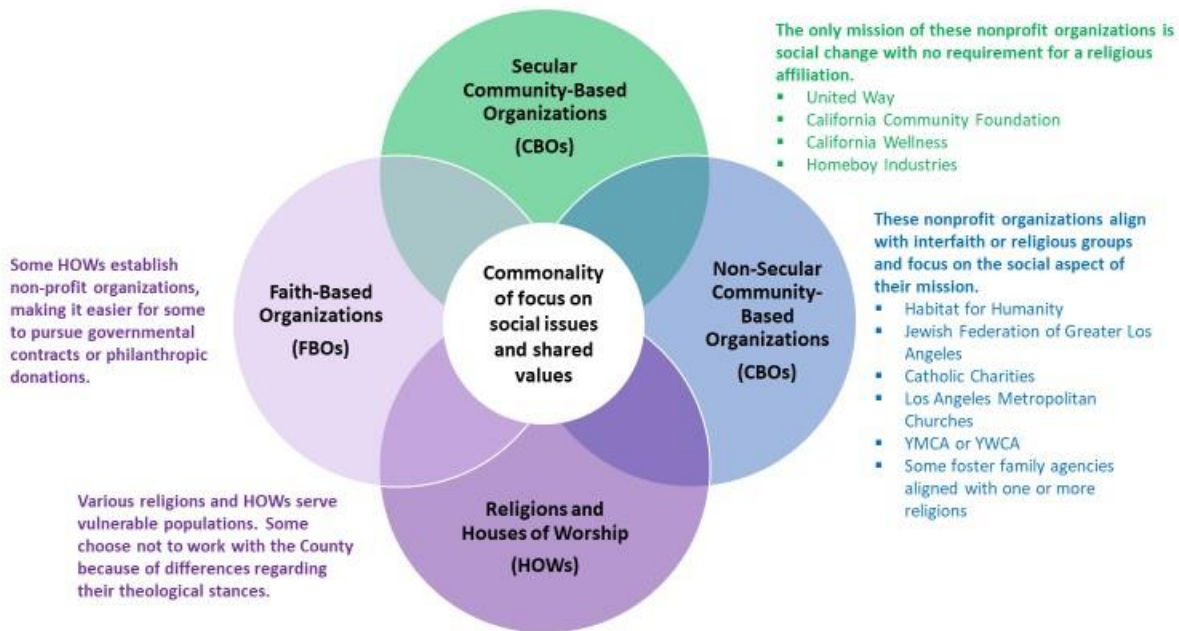 Secular
Community-Based
Organizations
(CBOs)
The only mission of these nonprofit organizations is
social change with no requirement for a religious
affiliation.
▪ United Way
▪ California Community Foundation
▪ California Wellness
▪ Homeboy Industries
Some HOWs establish
non-profit organizations,
making it easier for some
to pursue governmental
contracts or philanthropic
donations.
Faith-Based
Organizations
(FBOs)
Commonality
of focus on
social issues
and shared
values
Non-Secular
Community-
Based
Organizations
(CBOs)
These nonprofit organizations align
with interfaith or religious groups
and focus on the social aspect of
their mission.
▪ Habitat for Humanity
▪ Jewish Federation of Greater Los
Angeles
▪ Catholic Charities
▪ Los Angeles Metropolitan
Churches
▪ YMCA or YWCA
▪ Some foster family agencies
aligned with one or more
religions
Various religions and HOWs serve
vulnerable populations. Some
choose not to work with the County
because of differences regarding
their theological stances.
Religions and
Houses of Worship
(HOWs)